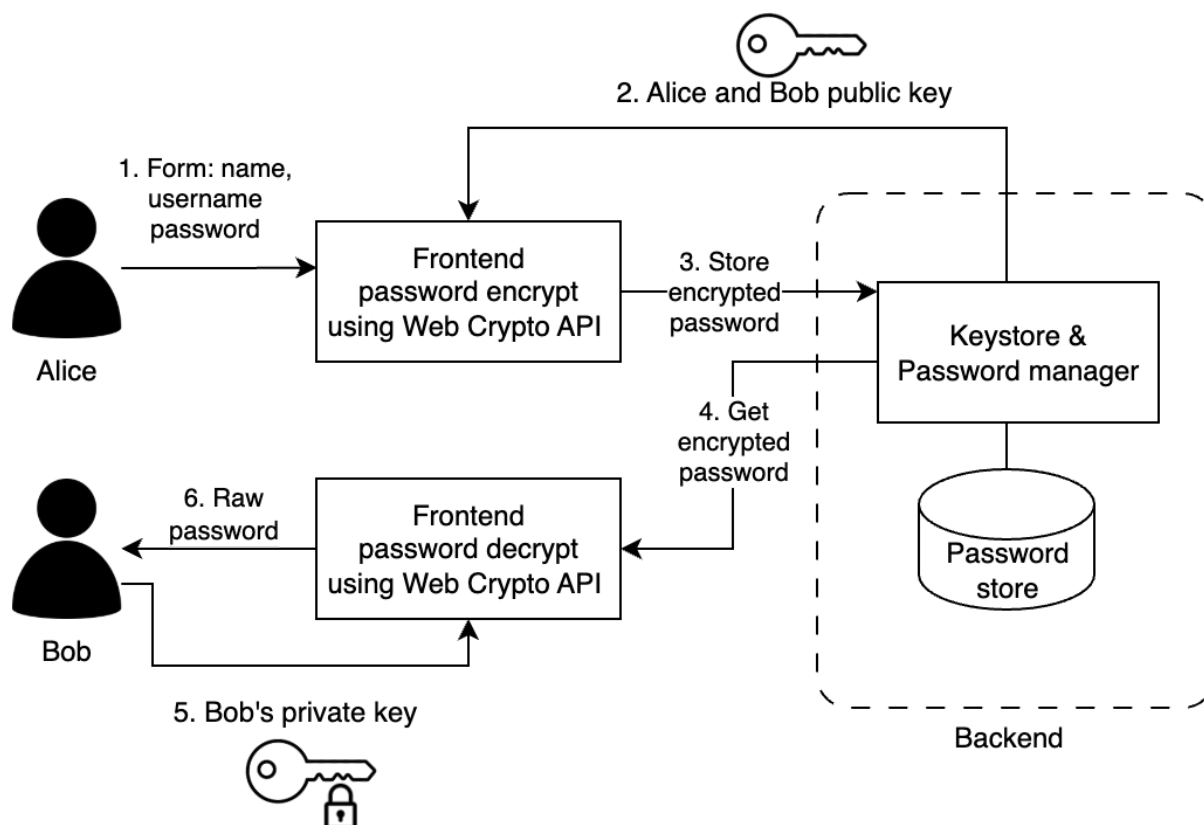 2. Alice and Bob public key
1. Form: name,
username
password
Frontend
password encrypt
using Web Crypto API
3. Store
encrypted
password
Keystore &
Password manager
Alice
4. Get
encrypted
password
6. Raw
password
Frontend
password decrypt
using Web Crypto API
Password
store
Bob
5. Bob's private key
Backend